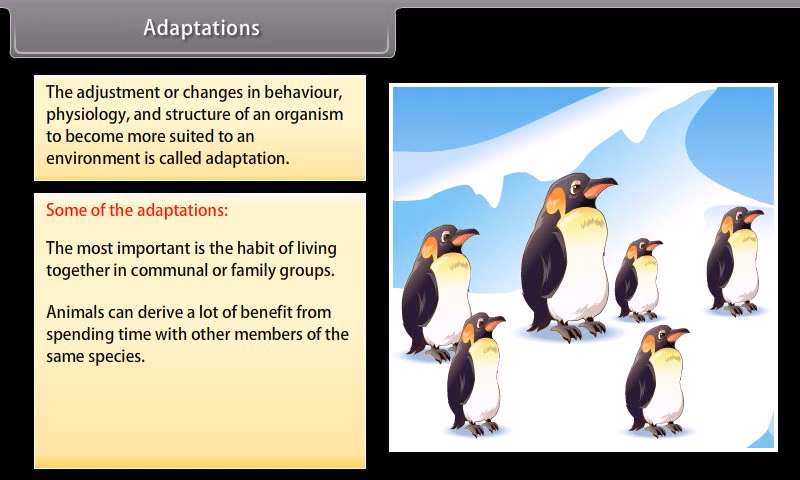 Adaptations
The adjustment or changes in behaviour,
physiology, and structure of an organism
to become more suited to an
environment is called adaptation.
Some of the adaptations:
The most important is the habit of living
together in communal or family groups.
Animals can derive a lot of benefit from
spending time with other members of the
same species.